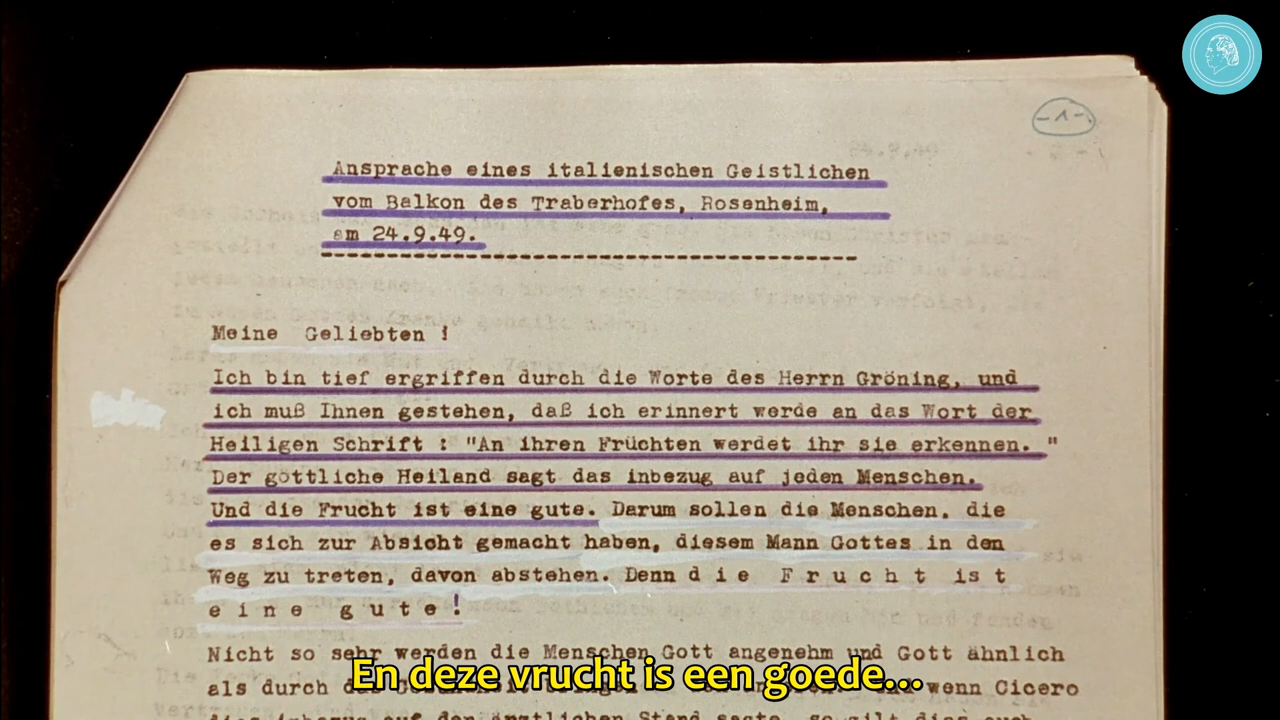 -1-
Ansprache eines italienischen Geistlichen
vom Balkon des Traberhofes, Rosenheim,
am 24.9.49.
Meine Geliebten !
Ich bin tief ergriffen durch die Worte des Herrn Gröning, und
ich muß Ihnen gestehen, daß ich erinnert werde an das Wort der
Heiligen Schrift : "An ihren Früchten werdet ihr sie erkennen. "
Der göttliche Heiland sagt das inbezug auf jeden Menschen.
Und die Frucht ist eine gute. Darum sollen die Menschen, die
es sich zur Absicht gemacht haben, diesem Mann Gottes in den
Weg zu treten, davon abstehen. Denn d i e F r u c h t is t
e i n e g u t e !
Nicht so sehr werden die Menschen Gott angenehm und Gott ähnlich
als durch wenn Cicero
En deze vrucht is een goede...